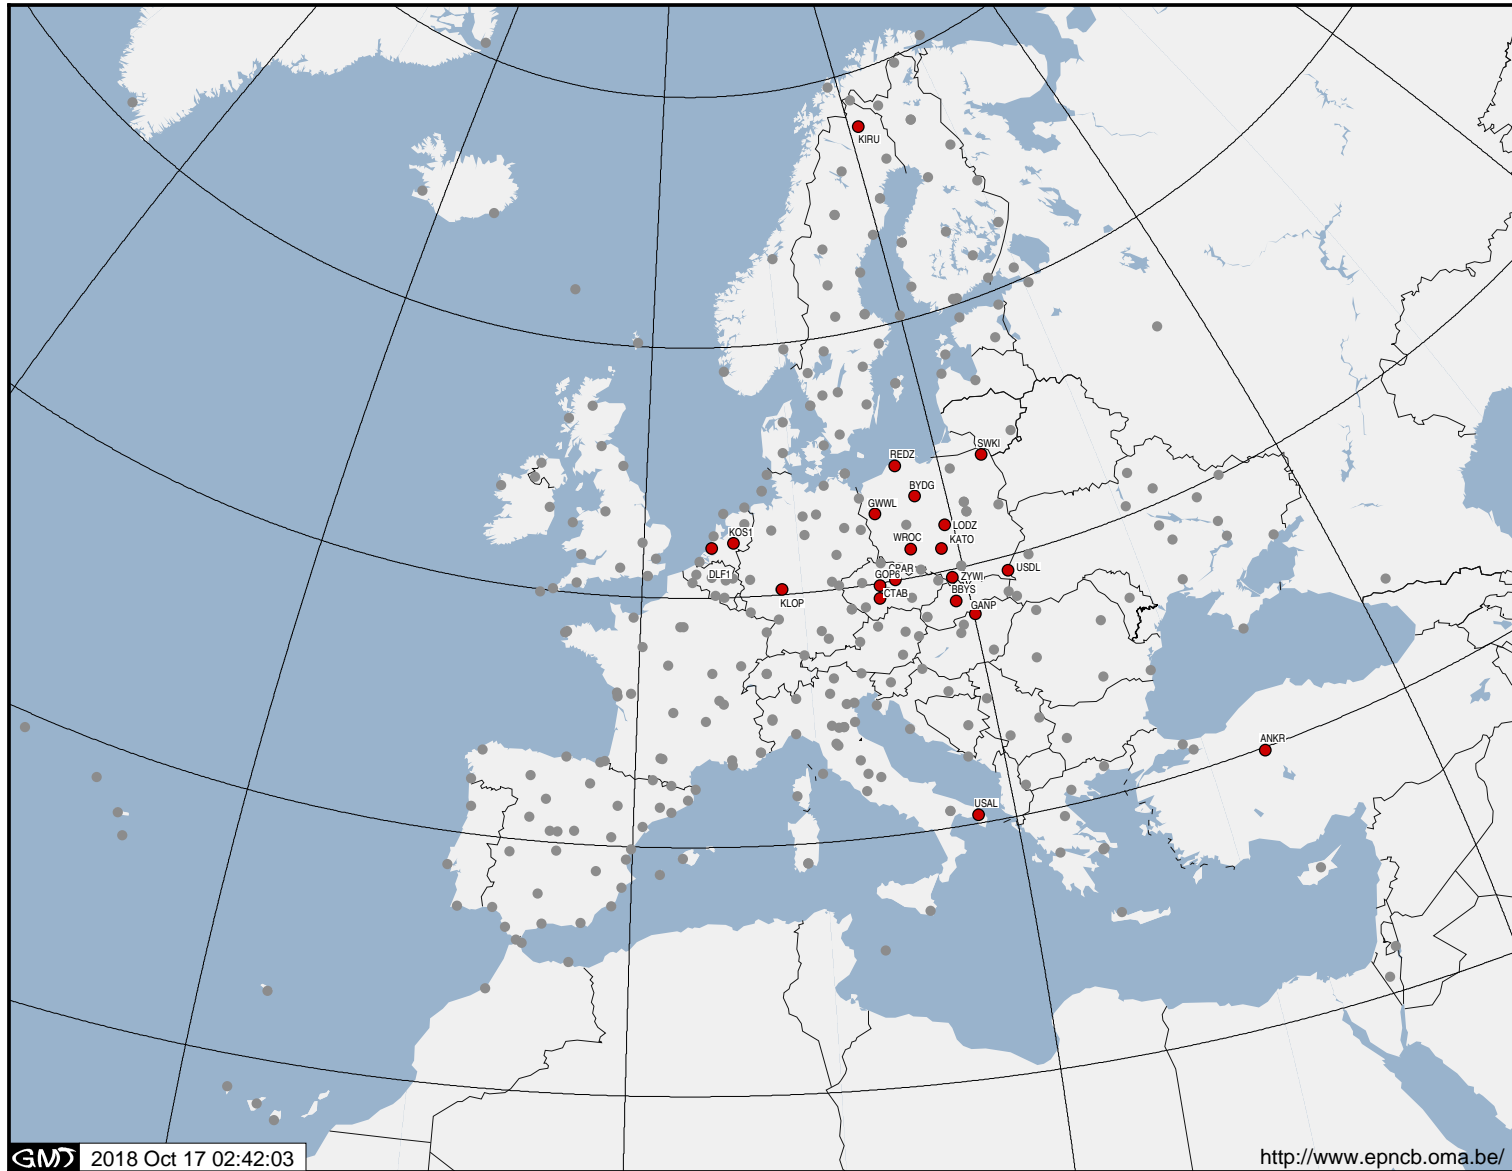 KIRU
SWKI
REDZ
BYDG
GWWL
LODZ
KOS1
WROC
KATO
CPAR
USDL
DLF1
GOP6
ZYWI
KLOP
CTAB
BBYS
GANP
ANKR
USAL
GMT
2018 Oct 17 02:42:03
http://www.epncb.oma.be/